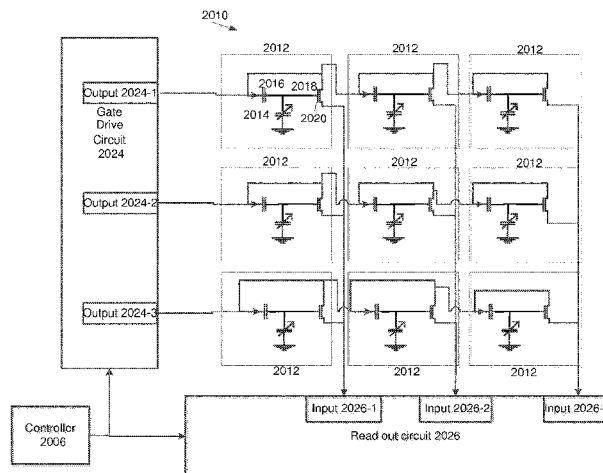 2010
2012 2012 2012
Output 2024-1
Gate
Drive
Circuit
2024
2016 2018
2014 2020
2012 2012 2012
Output 2024-2
Output 2024-3
2012 2012 2012
Input 2026-1 Input 2026-2 Input 2026-
Controller
2006
Read out circuit 2026